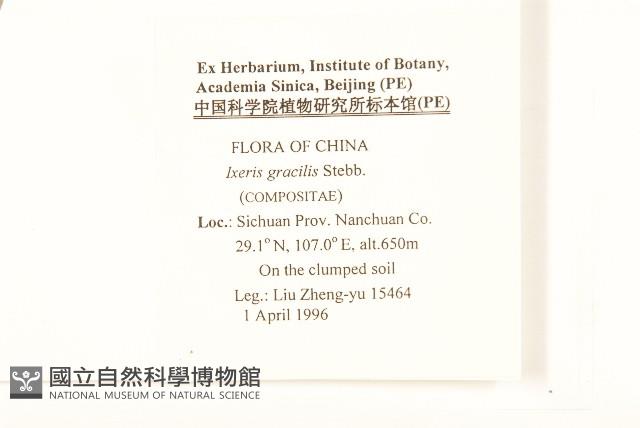 Ex Herbarium, Institute of Botany,
Academia Sinica, Beijing (PE)
中国科学院植物研究所标本馆(PE)
FLORA OF CHINA
Ixeris gracilis Stebb.
(COMPOSITAE)
Loc.: Sichuan Prov. Nanchuan Co.
29.1° N, 107.0° E, alt.650m
On the clumped soil
Leg.: Liu Zheng-yu 15464
1 April 1996
國立自然科學博物館
NATIONAL MUSEUM OF NATURAL SCIENCE